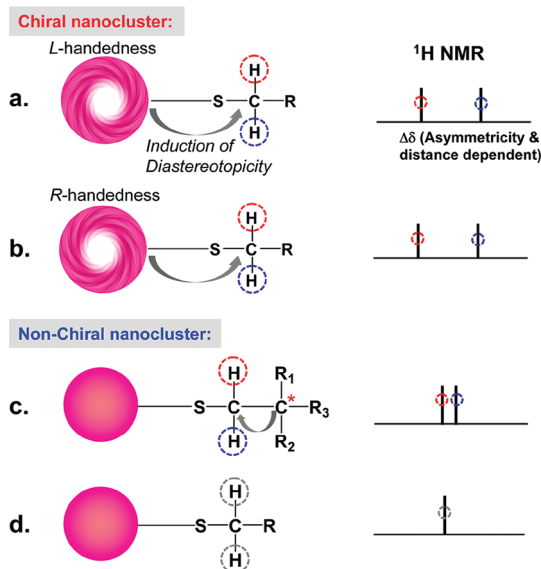 Chiral nanocluster:
L-handedness
¹H NMR
a.
S
H
C
R
H
Induction of
Diastereotopicity
Δδ (Asymmetricity &
distance dependent)
R-handedness
b.
S
H
C
R
H
Non-Chiral nanocluster:
c.
S
H
C
H
R₁
C*
R₃
R₂
d.
S
H
C
R
H